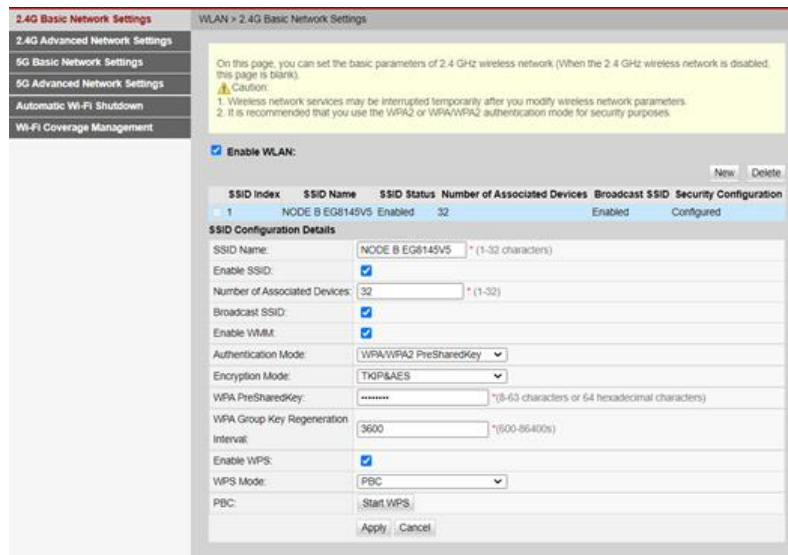 2.4G Basic Network Settings
2.4G Advanced Network Settings
5G Basic Network Settings
5G Advanced Network Settings
Automatic Wi-Fi Shutdown
Wi-Fi Coverage Management
WLAN > 2.4G Basic Network Settings
On this page, you can set the basic parameters of 2.4 GHz wireless network (When the 2.4 GHz wireless network is disabled,
this page is blank).
Caution:
1. Wireless network services may be interrupted temporarily after you modify wireless network parameters.
2. It is recommended that you use the WPA2 or WPA/WPA2 authentication mode for security purposes.
Enable WLAN:
New Delete
SSID Index SSID Name SSID Status Number of Associated Devices Broadcast SSID Security Configuration
1 NODE B EG8145V5 Enabled 32 Enabled Configured
SSID Configuration Details
SSID Name: NODE B EG8145V5 * (1-32 characters)
Enable SSID:
Number of Associated Devices: 32 * (1-32)
Broadcast SSID:
Enable WMM:
Authentication Mode: WPA/WPA2 PreSharedKey
Encryption Mode: TKIP&AES
WPA PreSharedKey: •••••••• *(8-63 characters or 64 hexadecimal characters)
WPA Group Key Regeneration
Interval: 3600 *(600-86400s)
Enable WPS:
WPS Mode: PBC
PBC: Start WPS
Apply Cancel